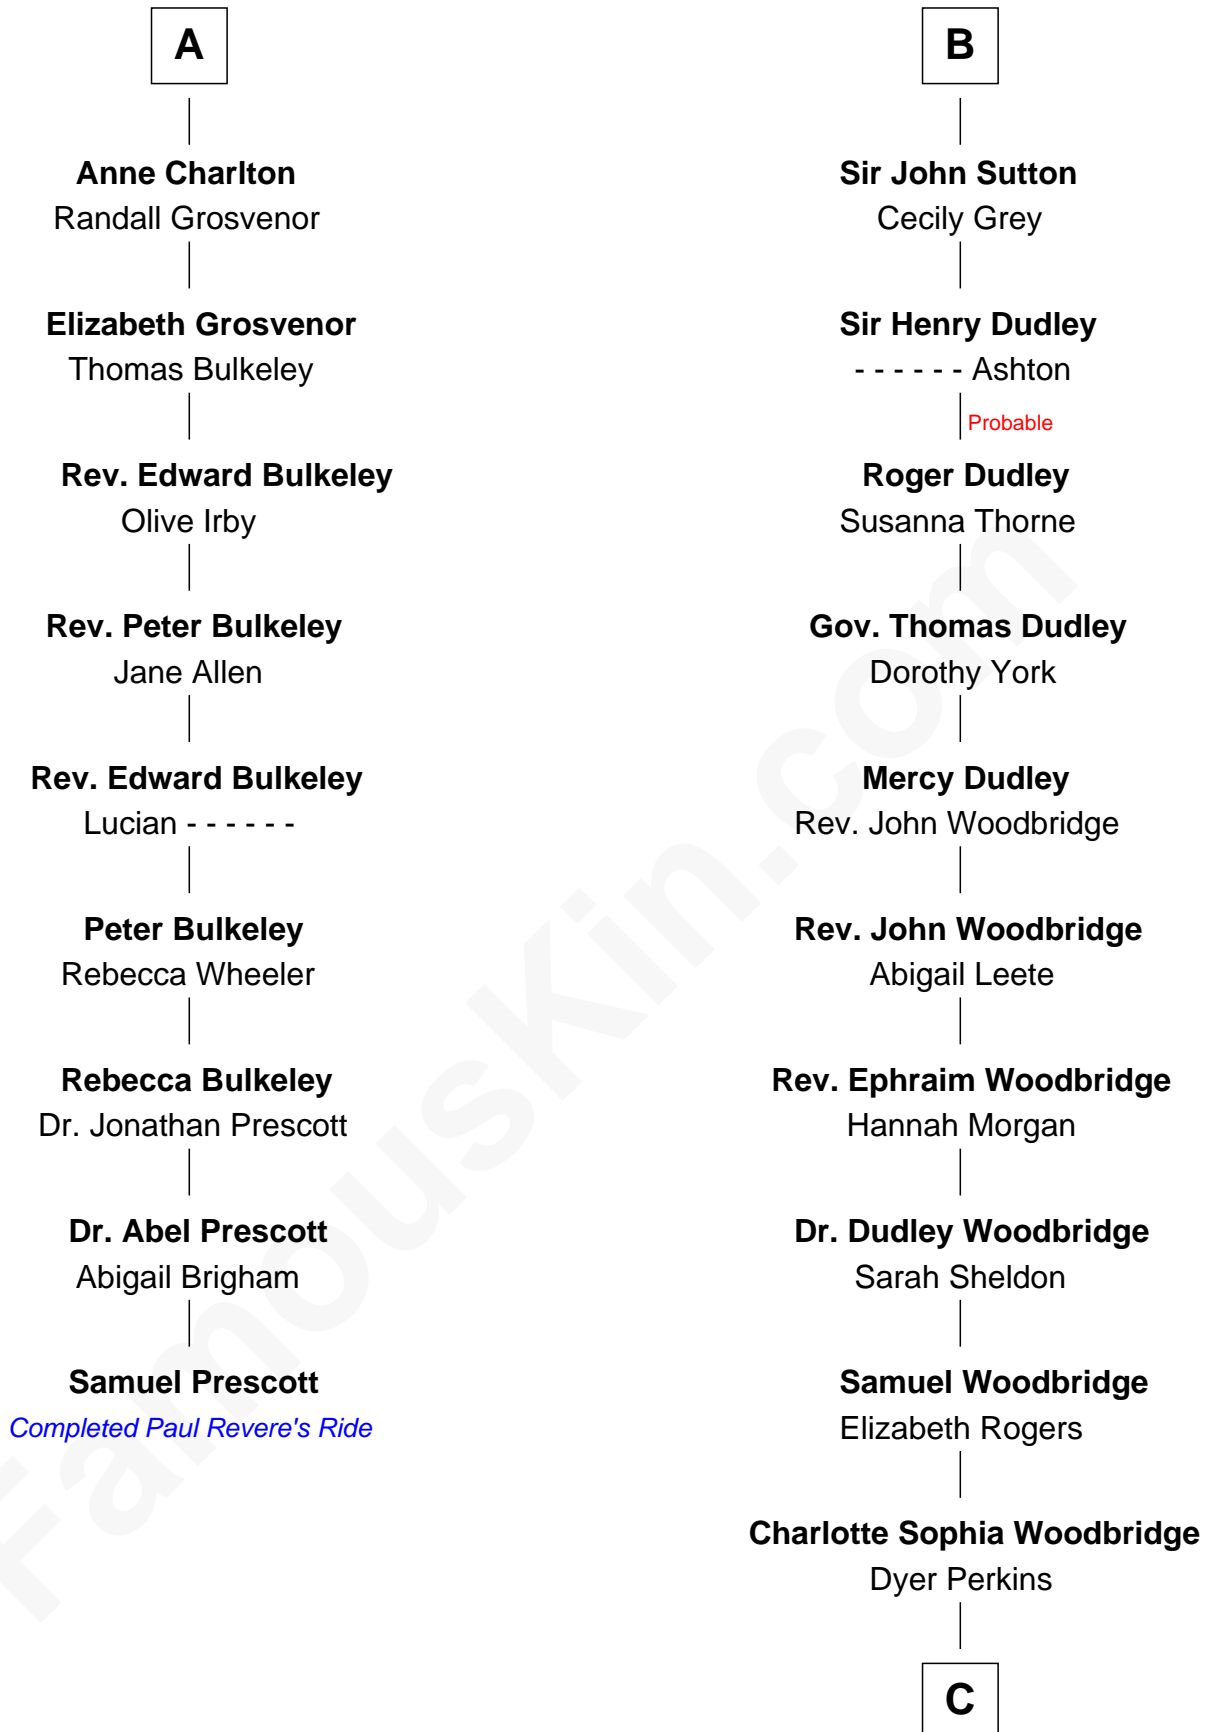 A
Anne Charlton
Randall Grosvenor
Elizabeth Grosvenor
Thomas Bulkeley
Rev. Edward Bulkeley
Olive Irby
Rev. Peter Bulkeley
Jane Allen
Rev. Edward Bulkeley
Lucian - - - - - -
Peter Bulkeley
Rebecca Wheeler
Rebecca Bulkeley
Dr. Jonathan Prescott
Dr. Abel Prescott
Abigail Brigham
Samuel Prescott
Completed Paul Revere's Ride
B
Sir John Sutton
Cecily Grey
Sir Henry Dudley
- - - - - - Ashton
Probable
Roger Dudley
Susanna Thorne
Gov. Thomas Dudley
Dorothy York
Mercy Dudley
Rev. John Woodbridge
Rev. John Woodbridge
Abigail Leete
Rev. Ephraim Woodbridge
Hannah Morgan
Dr. Dudley Woodbridge
Sarah Sheldon
Samuel Woodbridge
Elizabeth Rogers
Charlotte Sophia Woodbridge
Dyer Perkins
C
FamousKin.com